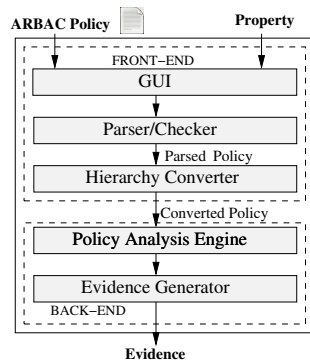 ARBAC Policy Property
FRONT-END
GUI
Parser/Checker
Parsed Policy
Hierarchy Converter
Converted Policy
Policy Analysis Engine
Evidence Generator
BACK-END
Evidence